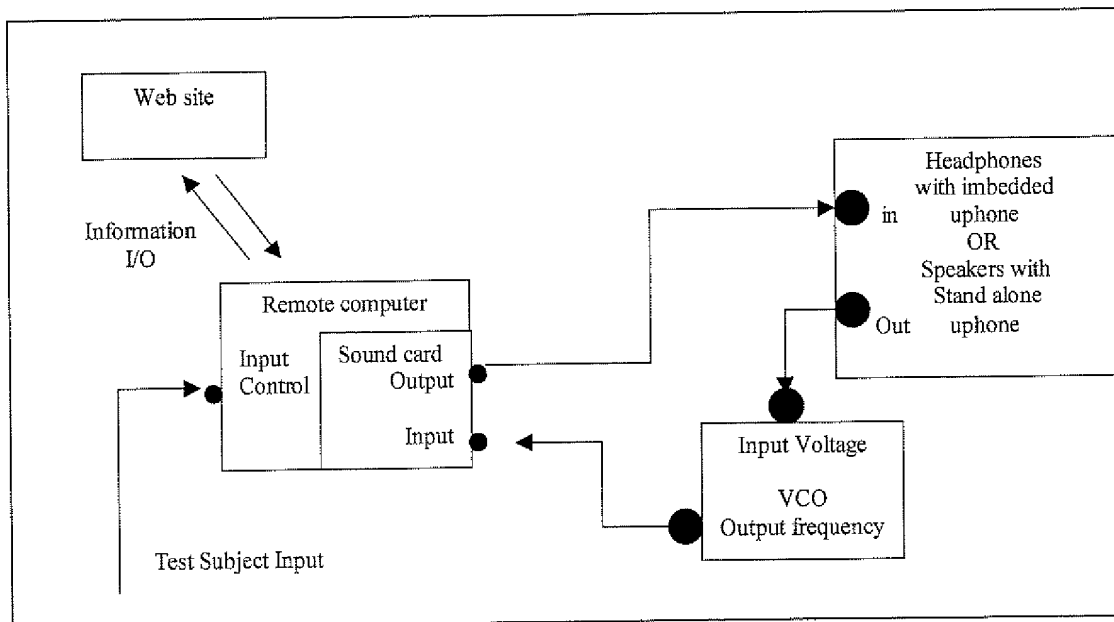 Web site
Information
I/O
Remote computer
Input
Control
Sound card
Output
Input
Test Subject Input
Headphones
with imbedded
uphone
OR
Speakers with
Stand alone
uphone
in
Out
Input Voltage
VCO
Output frequency